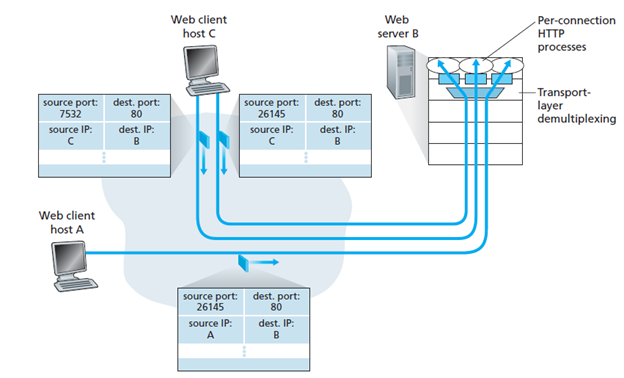 Web client
host C
Web
server B
Per-connection
HTTP
processes
Transport-
layer
demultiplexing
source port:
7532
dest. port:
80
source IP:
C
dest. IP:
B
source port:
26145
dest. port:
80
source IP:
C
dest. IP:
B
Web client
host A
source port:
26145
dest. port:
80
source IP:
A
dest. IP:
B